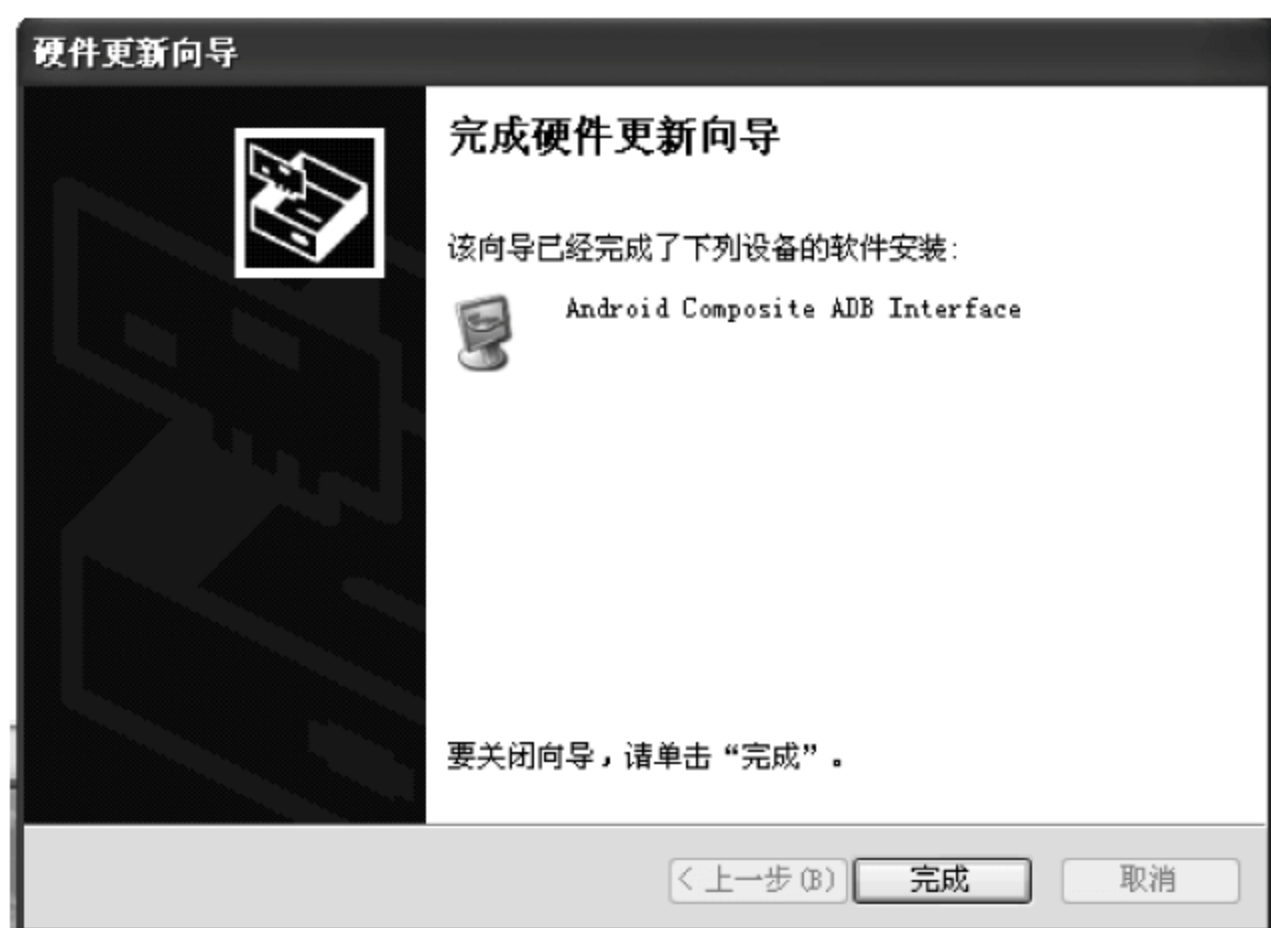 硬件更新向导
完成硬件更新向导
该向导已经完成了下列设备的软件安装:
Android Composite ADB Interface
要关闭向导，请单击“完成”。
< 上一步(B)
完成
取消